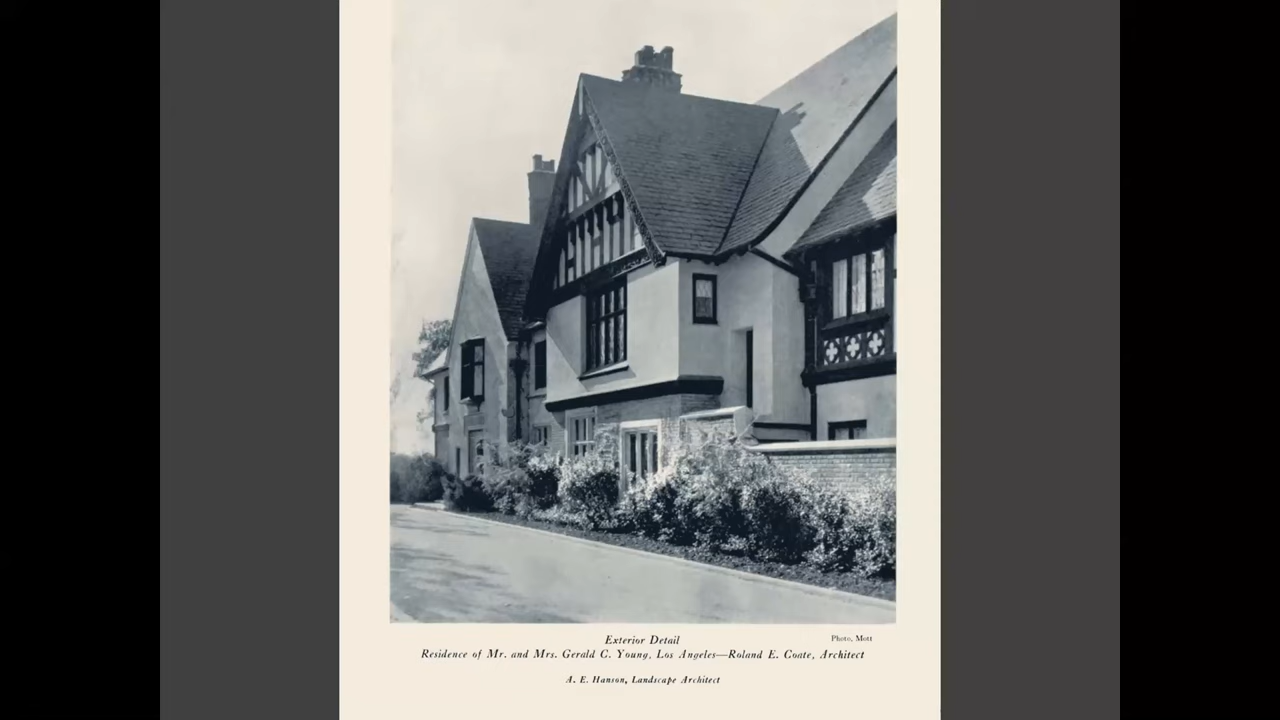 Exterior Detail
Photo, Mott
Residence of Mr. and Mrs. Gerald C. Young, Los Angeles—Roland E. Coate, Architect
A. E. Hanson, Landscape Architect